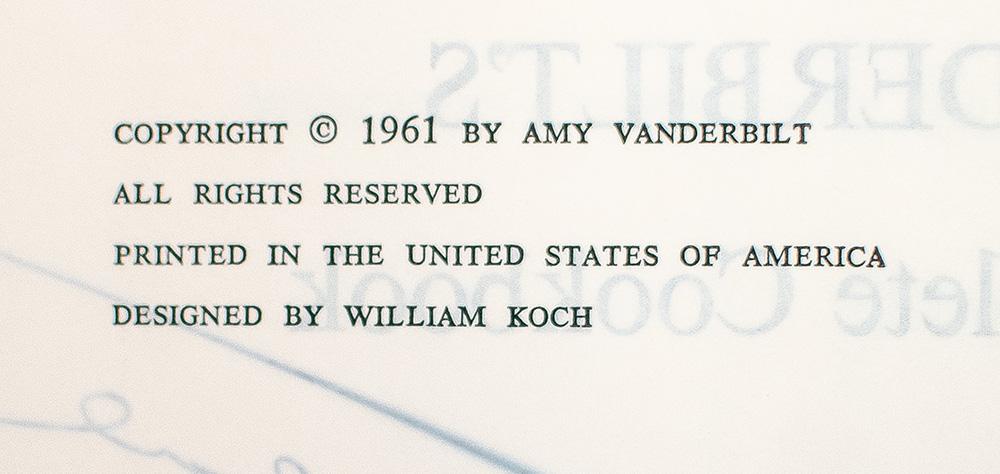 COPYRIGHT © 1961 BY AMY VANDERBILT
ALL RIGHTS RESERVED
PRINTED IN THE UNITED STATES OF AMERICA
DESIGNED BY WILLIAM KOCH